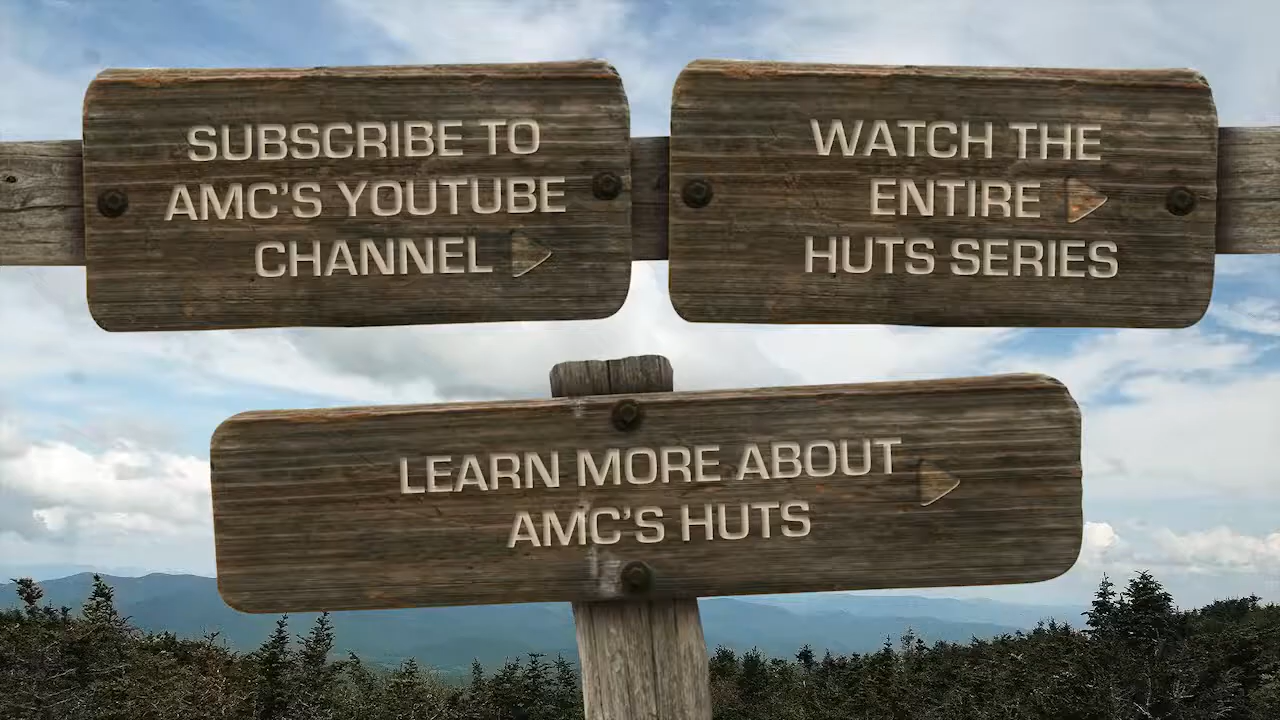 SUBSCRIBE TO
AMC'S YOUTUBE
CHANNEL
WATCH THE
ENTIRE
HUTS SERIES
LEARN MORE ABOUT
AMC'S HUTS